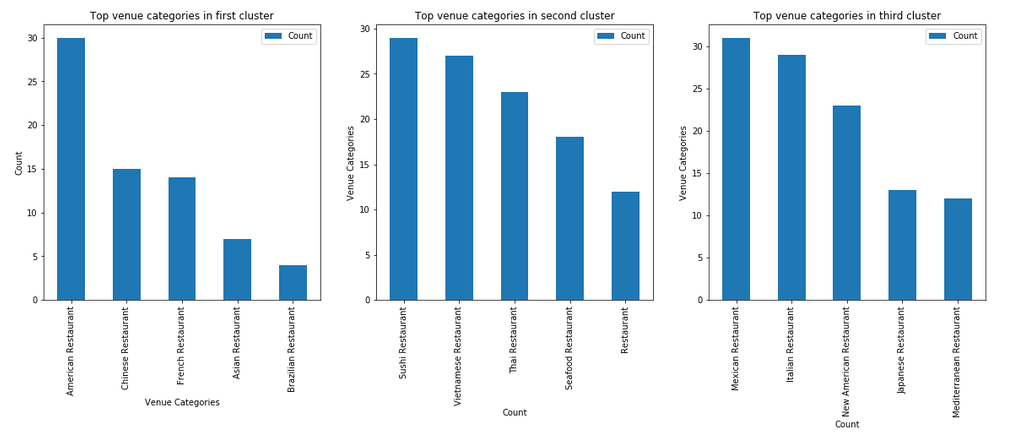 Top venue categories in first cluster
Count
30
25
20
15
10
5
0
Count
American Restaurant
Chinese Restaurant
French Restaurant
Asian Restaurant
Brazilian Restaurant
Venue Categories
Top venue categories in second cluster
Count
30
25
20
15
10
5
0
Venue Categories
Sushi Restaurant
Vietnamese Restaurant
Thai Restaurant
Seafood Restaurant
Restaurant
Count
Top venue categories in third cluster
Count
30
25
20
15
10
5
0
Venue Categories
Mexican Restaurant
Italian Restaurant
New American Restaurant
Japanese Restaurant
Mediterranean Restaurant
Count